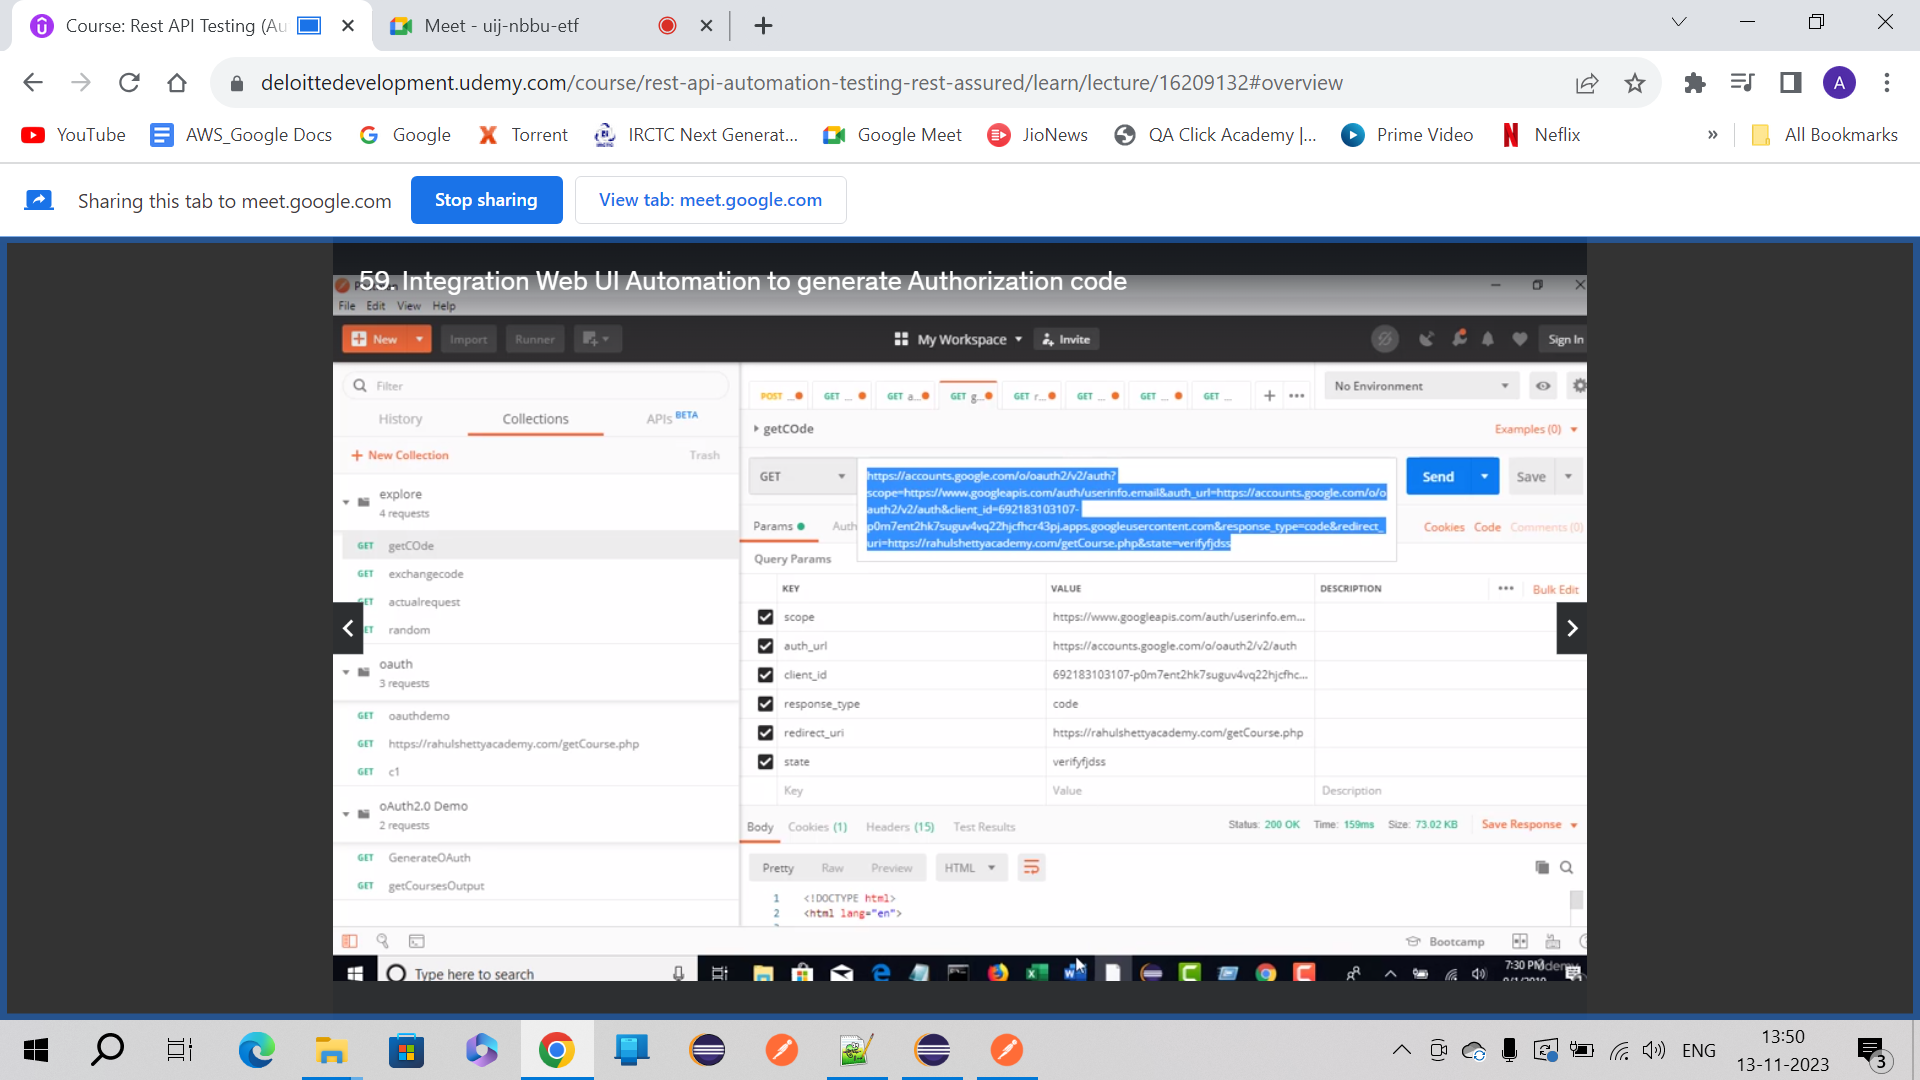 Course: Rest API Testing (Au
Meet - uij-nbbu-etf
deloittedevelopment.udemy.com/course/rest-api-automation-testing-rest-assured/learn/lecture/16209132#overview
A
YouTube
AWS_Google Docs
Google
Torrent
IRCTC Next Generat...
Google Meet
JioNews
QA Click Academy |...
Prime Video
Neflix
»
All Bookmarks
Sharing this tab to meet.google.com
Stop sharing
View tab: meet.google.com
59. Integration Web UI Automation to generate Authorization code
File Edit View Help
New
Import
Runner
My Workspace
Invite
Sign In
Filter
History
Collections
APIs BETA
+ New Collection
Trash
explore
4 requests
GET getCOde
GET exchangecode
GET actualrequest
ET random
oauth
3 requests
GET oauthdemo
GET https://rahulshettyacademy.com/getCourse.php
GET c1
oAuth2.0 Demo
2 requests
GET GenerateOAuth
GET getCoursesOutput
POST ...
GET ...
GET a...
GET g...
GET r...
GET ...
GET ...
GET ...
No Environment
getCOde
Examples (0)
GET
https://accounts.google.com/o/oauth2/v2/auth?
scope=https://www.googleapis.com/auth/userinfo.email&auth_url=https://accounts.google.com/o/o
auth2/v2/auth&client_id=692183103107-
p0m7ent2hk7suguv4vq22hjcfhcr43pj.apps.googleusercontent.com&response_type=code&redirect_
uri=https://rahulshettyacademy.com/getCourse.php&state=verifyfjdss
Send
Save
Params
Auth
Cookies Code Comments (0)
Query Params
KEY VALUE DESCRIPTION
Bulk Edit
scope https://www.googleapis.com/auth/userinfo.em...
auth_url https://accounts.google.com/o/oauth2/v2/auth
client_id 692183103107-p0m7ent2hk7suguv4vq22hjcfhc...
response_type code
redirect_uri https://rahulshettyacademy.com/getCourse.php
state verifyfjdss
Key Value Description
Body Cookies (1) Headers (15) Test Results
Status: 200 OK Time: 159ms Size: 73.02 KB
Save Response
Pretty Raw Preview HTML
1 <!DOCTYPE html>
2 <html lang="en">
Bootcamp
Type here to search
7:30 PM
ûdemy
ENG
13:50
13-11-2023
3